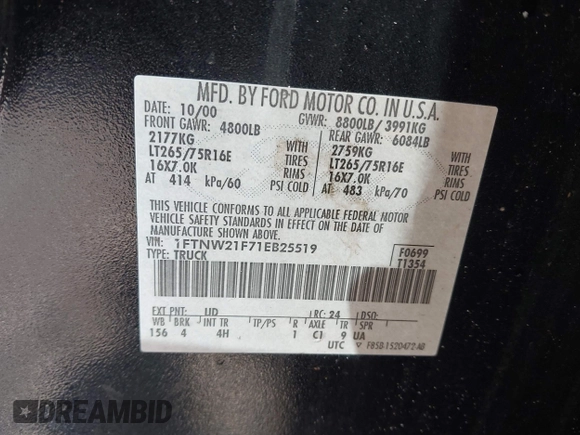 MFD. BY FORD MOTOR CO. IN U.S.A.
DATE: 10/00 GVWR: 8800LB/3991KG
FRONT GAWR: 4800LB REAR GAWR: 6084LB
2177KG WITH 2759KG WITH
LT265/75R16E TIRES LT265/75R16E TIRES
16X7.0K RIMS 16X7.0K RIMS
AT 414 kPa/60 PSI COLD AT 483 kPa/70 PSI COLD
THIS VEHICLE CONFORMS TO ALL APPLICABLE FEDERAL MOTOR
VEHICLE SAFETY STANDARDS IN EFFECT ON THE DATE OF
MANUFACTURE SHOWN ABOVE.
VIN: 1FTNW21F71EB25519 F0699
TYPE: TRUCK T1354
EXT PNT: UD RC: 24 DSO:
WB BRK INT TR TP/PS R AXLE TR SPR
156 4 4H 1 C1 9 UA
UTC F85B-1520472-AB
DREAMBID DREAMBID.COM